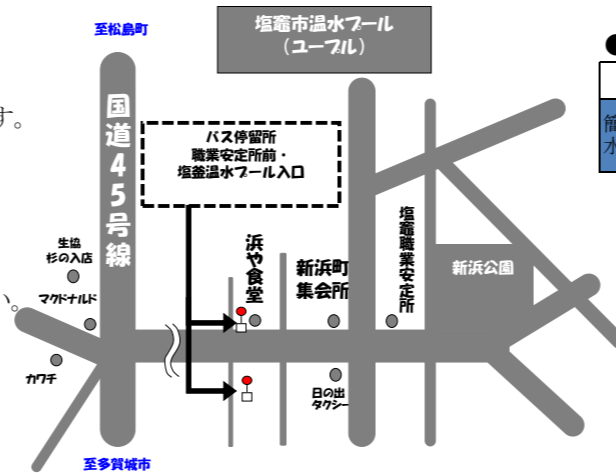 至松島町
塩竈市温水プール
(ユープル)
す。
国道45号線
バス停留所
職業安定所前・
塩釜温水プール入口
生協
杉の入店
マクドナルド
カワチ
浜や食堂
新浜町
集会所
塩竈職業安定所
新浜公園
い。
日の出
タクシー
至多賀城市
●
水